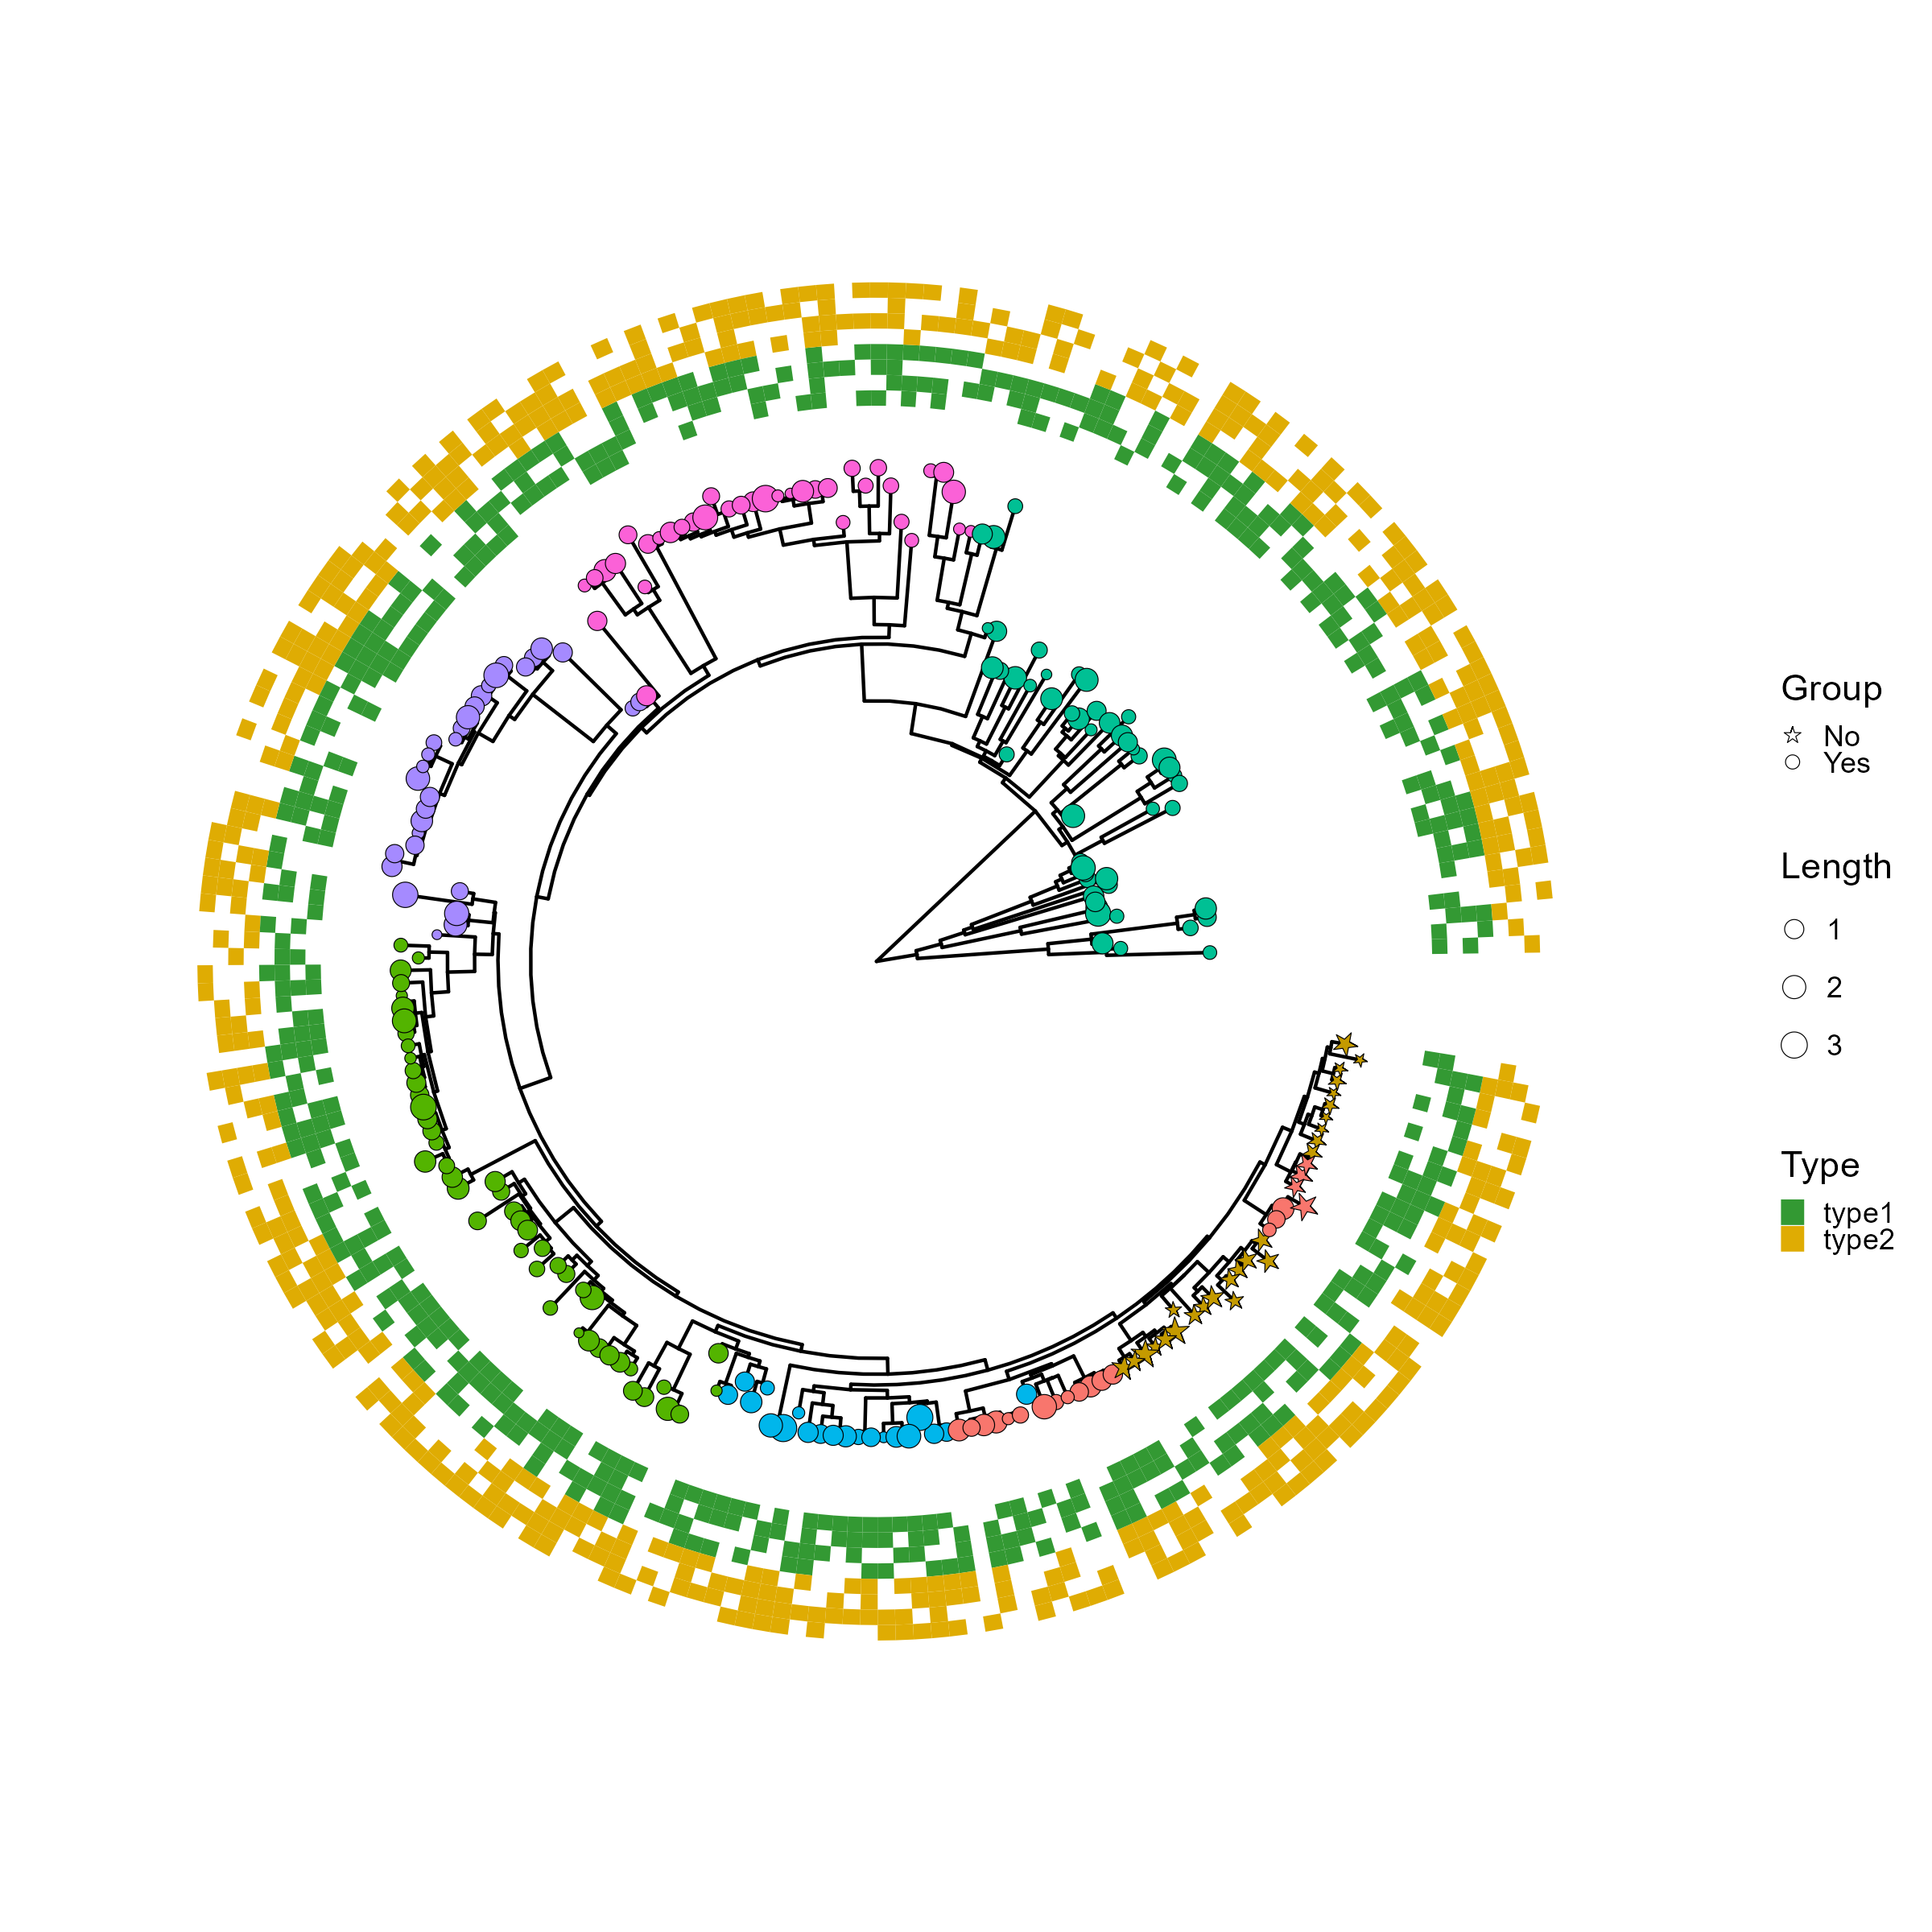 Group
No
Yes
Length
1
2
3
Type
type1
type2